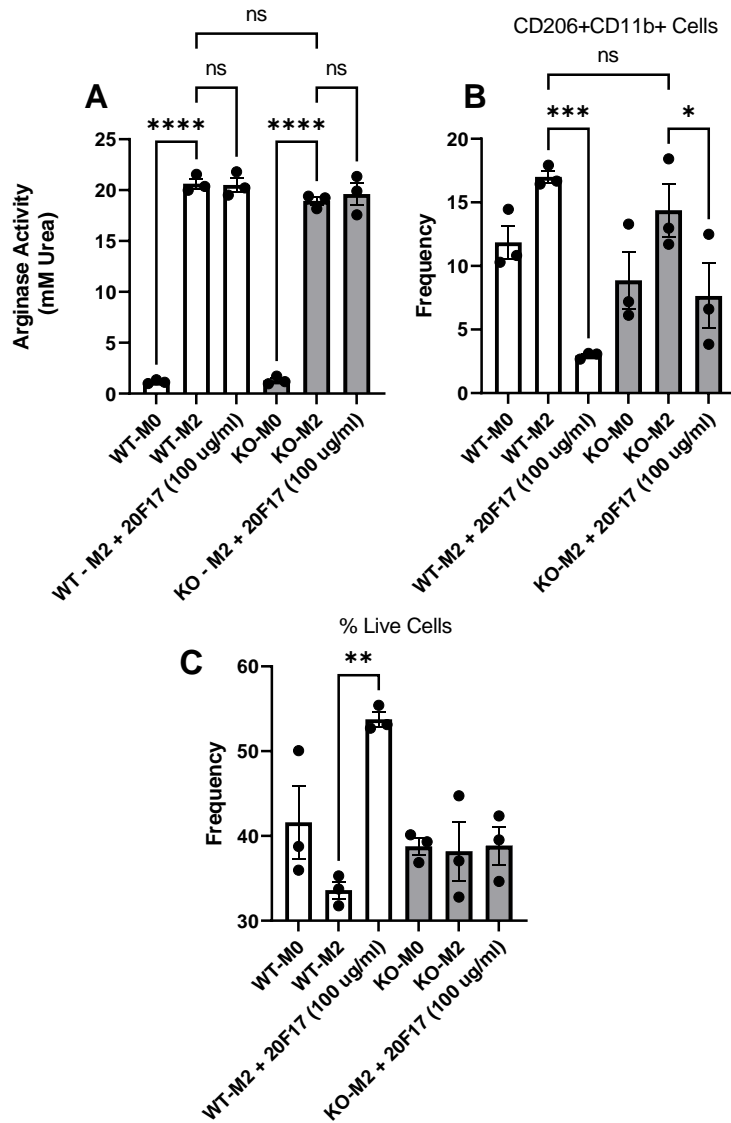 A
ns
ns
ns
****
****
Arginase Activity
(mM Urea)
25
20
15
10
5
0
WT-M0
WT-M2
WT - M2 + 20F17 (100 ug/ml)
KO-M0
KO-M2
KO - M2 + 20F17 (100 ug/ml)
B
CD206+CD11b+ Cells
ns
***
*
Frequency
20
15
10
5
0
WT-M0
WT-M2
WT-M2 + 20F17 (100 ug/ml)
KO-M0
KO-M2
KO-M2 + 20F17 (100 ug/ml)
C
% Live Cells
**
Frequency
60
50
40
30
WT-M0
WT-M2
WT-M2 + 20F17 (100 ug/ml)
KO-M0
KO-M2
KO-M2 + 20F17 (100 ug/ml)